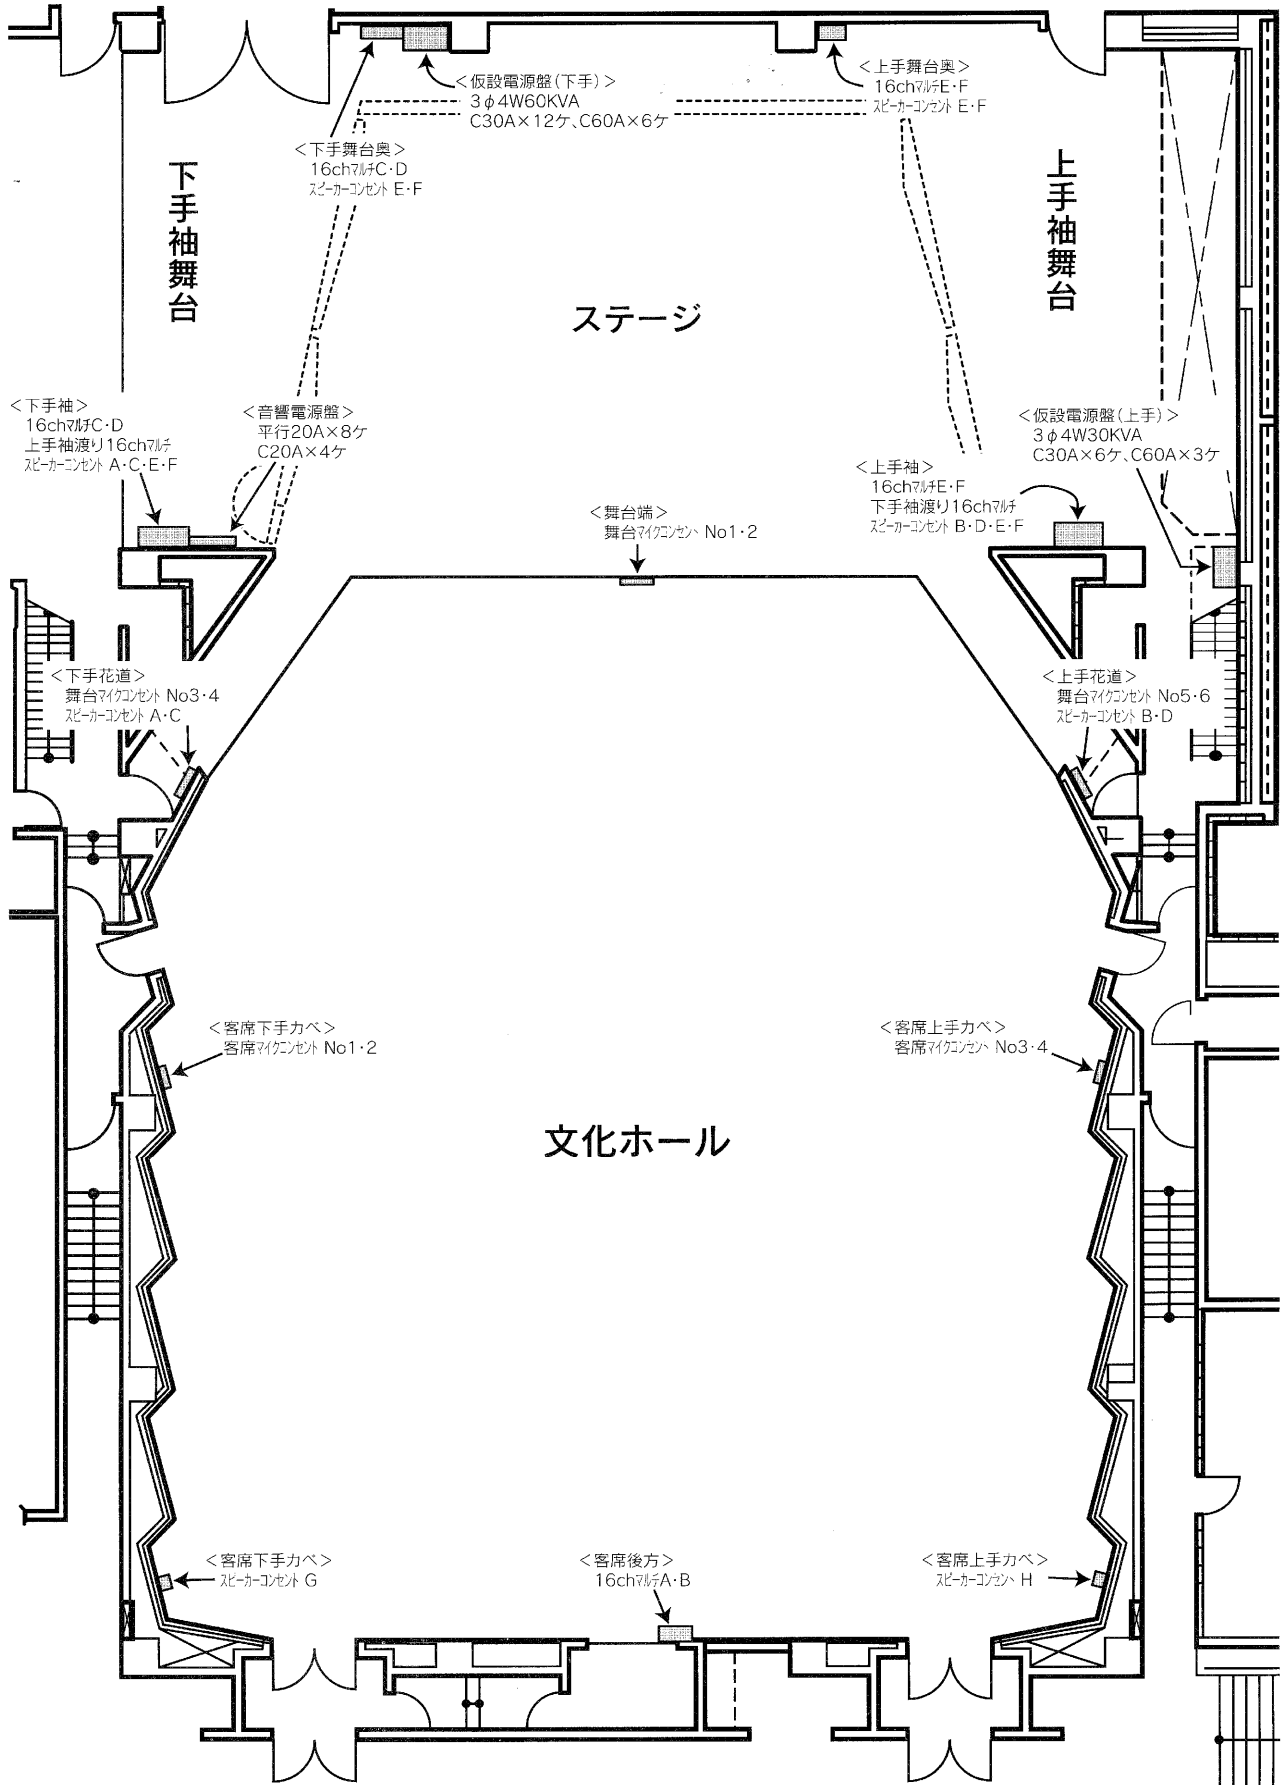 ＜仮設電源盤(下手)＞
3φ4W60KVA
C30A×12ケ、C60A×6ケ
＜上手舞台奥＞
16chﾏﾙﾁE･F
ｽﾋﾟｰｶｰｺﾝｾﾝﾄ E･F
＜下手舞台奥＞
16chﾏﾙﾁC･D
ｽﾋﾟｰｶｰｺﾝｾﾝﾄ E･F
下手袖舞台
上手袖舞台
ステージ
＜下手袖＞
16chﾏﾙﾁC･D
上手袖渡り16chﾏﾙﾁ
ｽﾋﾟｰｶｰｺﾝｾﾝﾄ A･C･E･F
＜音響電源盤＞
平行20A×8ケ
C20A×4ケ
＜仮設電源盤(上手)＞
3φ4W30KVA
C30A×6ケ、C60A×3ケ
＜上手袖＞
16chﾏﾙﾁE･F
下手袖渡り16chﾏﾙﾁ
ｽﾋﾟｰｶｰｺﾝｾﾝﾄ B･D･E･F
＜舞台端＞
舞台ﾏｲｸｺﾝｾﾝﾄ No1･2
＜下手花道＞
舞台ﾏｲｸｺﾝｾﾝﾄ No3･4
ｽﾋﾟｰｶｰｺﾝｾﾝﾄ A･C
＜上手花道＞
舞台ﾏｲｸｺﾝｾﾝﾄ No5･6
ｽﾋﾟｰｶｰｺﾝｾﾝﾄ B･D
＜客席下手カベ＞
客席ﾏｲｸｺﾝｾﾝﾄ No1･2
＜客席上手カベ＞
客席ﾏｲｸｺﾝｾﾝﾄ No3･4
文化ホール
＜客席下手カベ＞
ｽﾋﾟｰｶｰｺﾝｾﾝﾄ G
＜客席後方＞
16chﾏﾙﾁA･B
＜客席上手カベ＞
ｽﾋﾟｰｶｰｺﾝｾﾝﾄ H